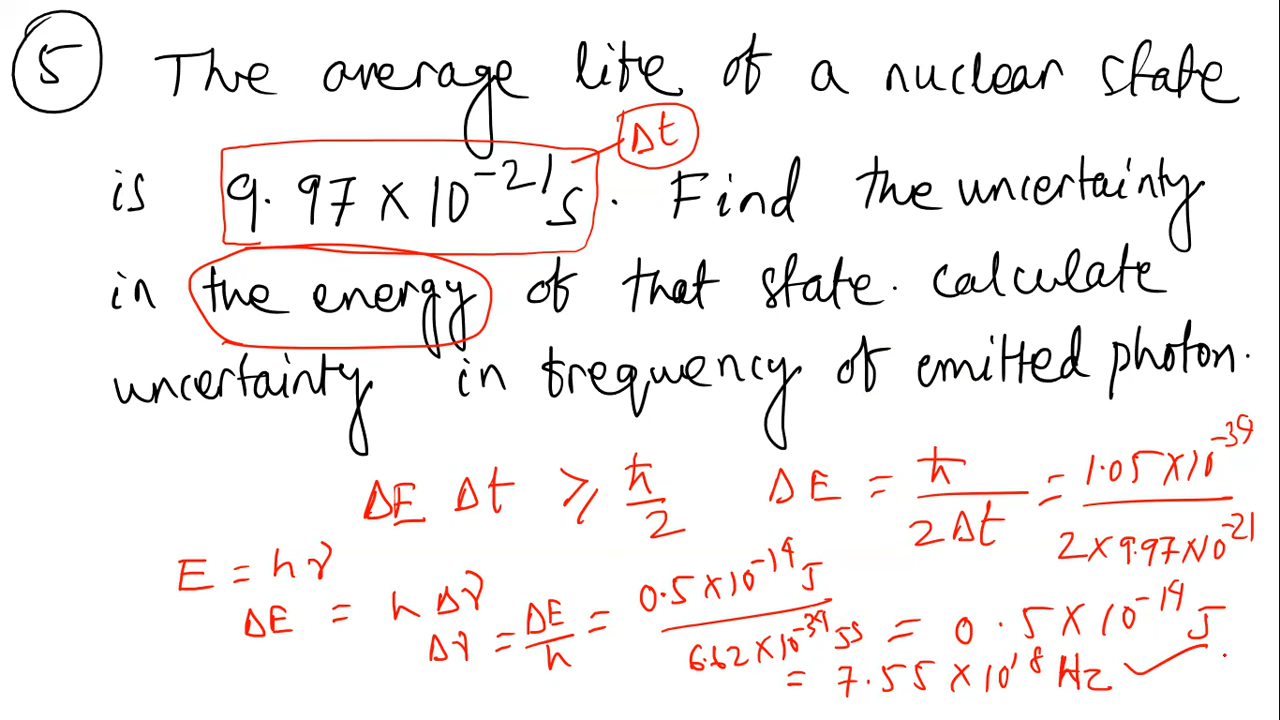 ⑤ The average life of a nuclear state
Δt
is 9.97 × 10⁻²¹ s. Find the uncertainty
in the energy of that state. calculate
uncertainty in frequency of emitted photon.
ΔE Δt ≥ ħ/2 ΔE = ħ/2Δt = 1.05×10⁻³⁴/2×9.97×10⁻²¹
E = hν
ΔE = hΔν
Δν = ΔE/h = 0.5×10⁻¹⁴ J/6.62×10⁻³⁴ Js = 0.5×10⁻¹⁴ J.
= 7.55×10¹⁸ Hz ✓